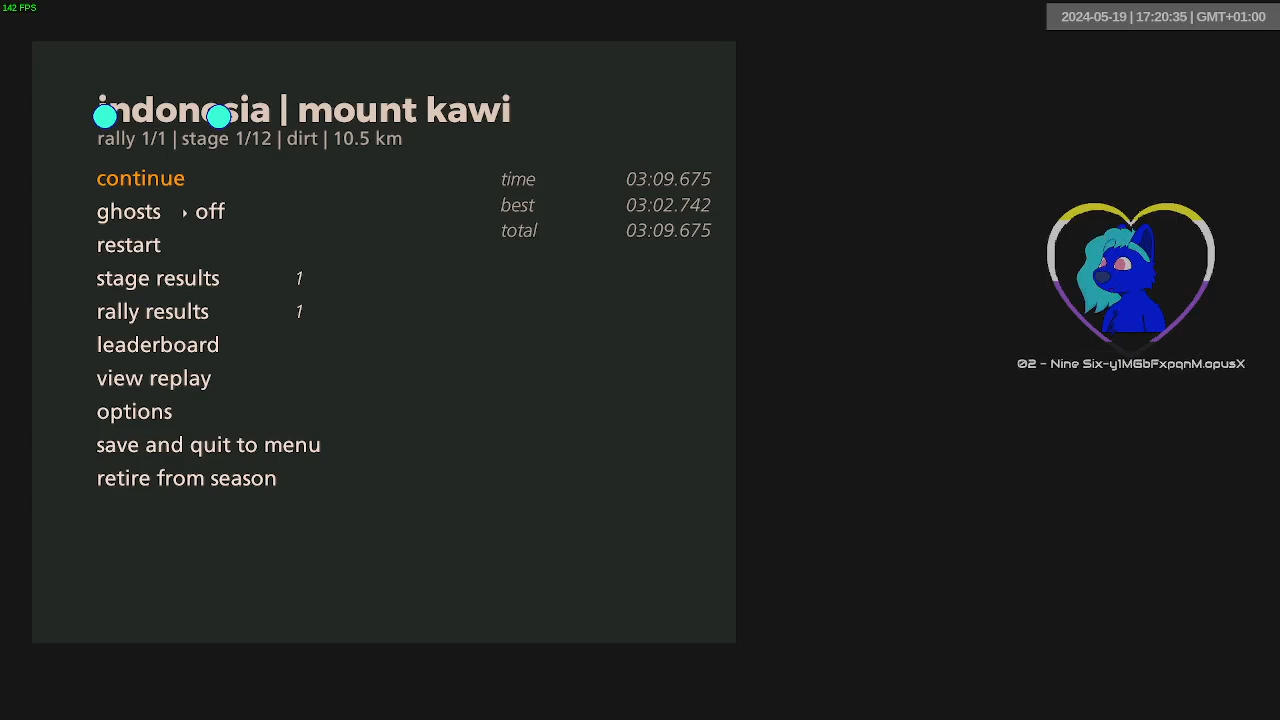 142 FPS
2024-05-19 | 17:20:35 | GMT+01:00
indonesia | mount kawi
rally 1/1 | stage 1/12 | dirt | 10.5 km
continue
time 03:09.675
ghosts ‣ off
best 03:02.742
total 03:09.675
restart
stage results 1
rally results 1
leaderboard
view replay
options
save and quit to menu
retire from season
02 - Nine Six-y1MGbFxpqnM.opusX